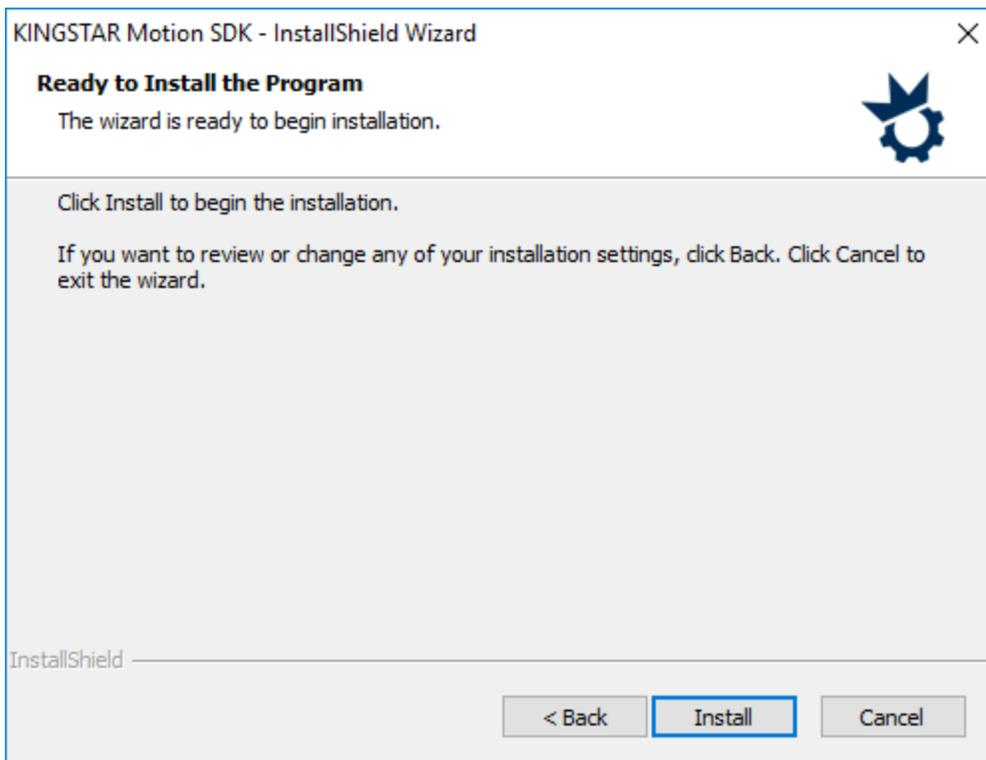 KINGSTAR Motion SDK - InstallShield Wizard
Ready to Install the Program
The wizard is ready to begin installation.
Click Install to begin the installation.
If you want to review or change any of your installation settings, click Back. Click Cancel to
exit the wizard.
InstallShield
< Back
Install
Cancel